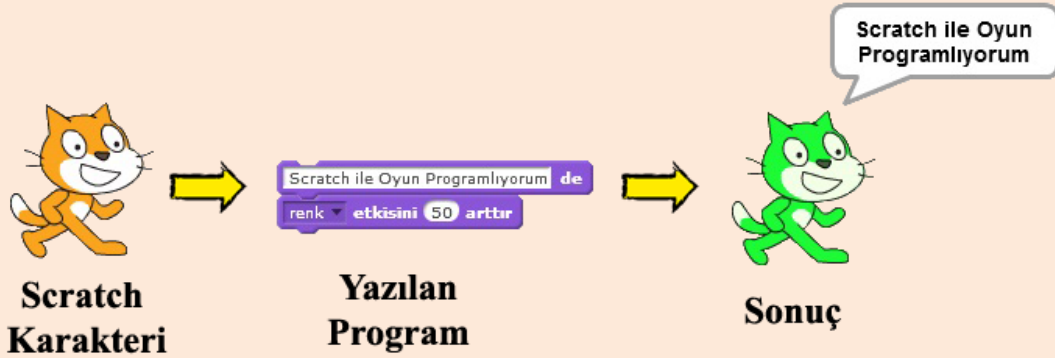 Scratch ile Oyun
Programlıyorum
Scratch ile Oyun Programlıyorum de
renk etkisini 50 arttır
Scratch
Karakteri
Yazılan
Program
Sonuç